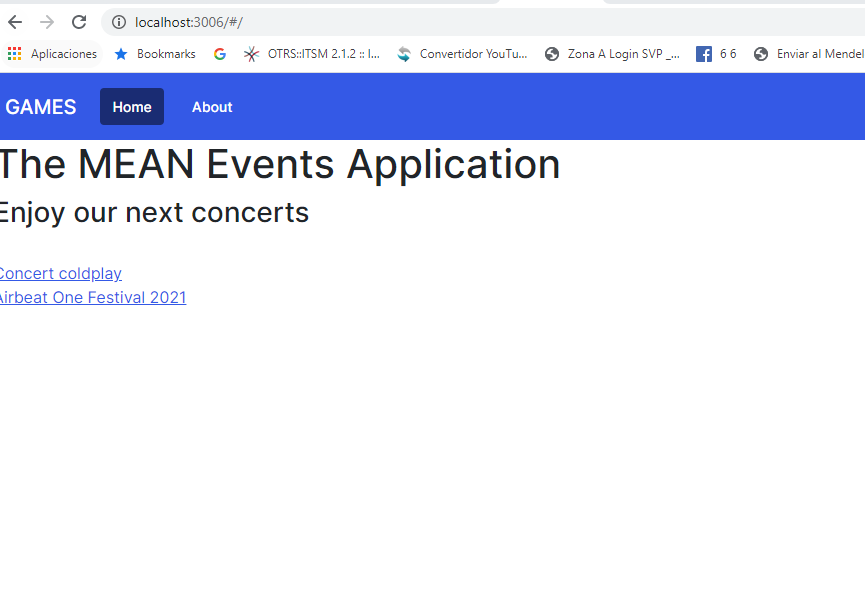 localhost:3006/#/
Aplicaciones Bookmarks OTRS::ITSM 2.1.2 :: I... Convertidor YouTu... Zona A Login SVP _... 6 6 Enviar al Mendel
GAMES Home About
The MEAN Events Application
Enjoy our next concerts
Concert coldplay
Airbeat One Festival 2021